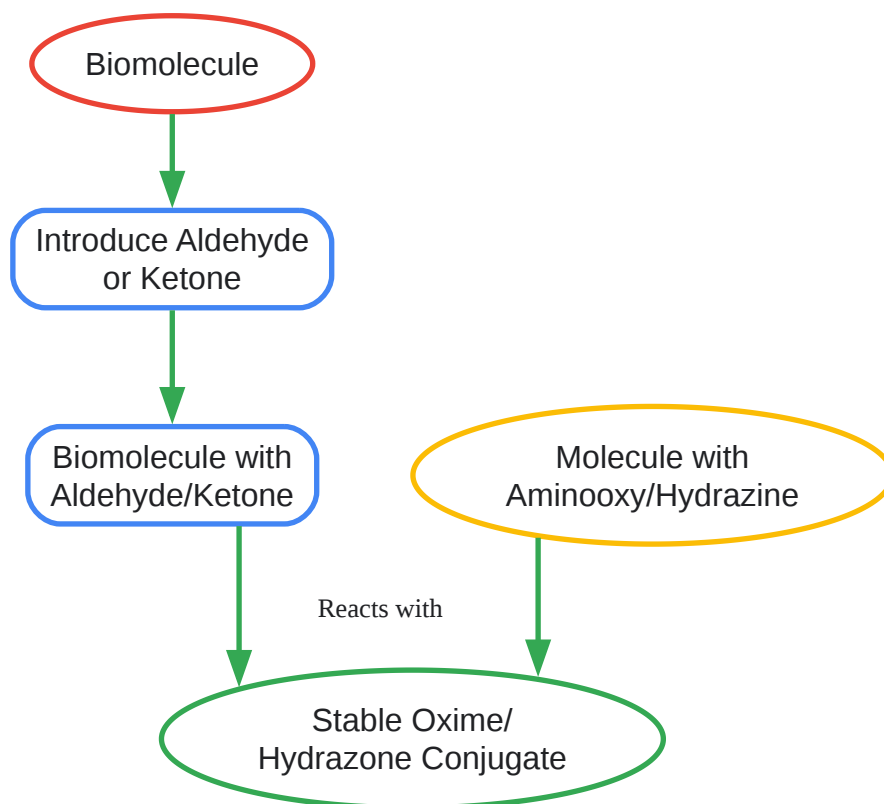 Biomolecule
Introduce Aldehyde
or Ketone
Biomolecule with
Aldehyde/Ketone
Molecule with
Aminooxy/Hydrazine
Reacts with
Stable Oxime/
Hydrazone Conjugate